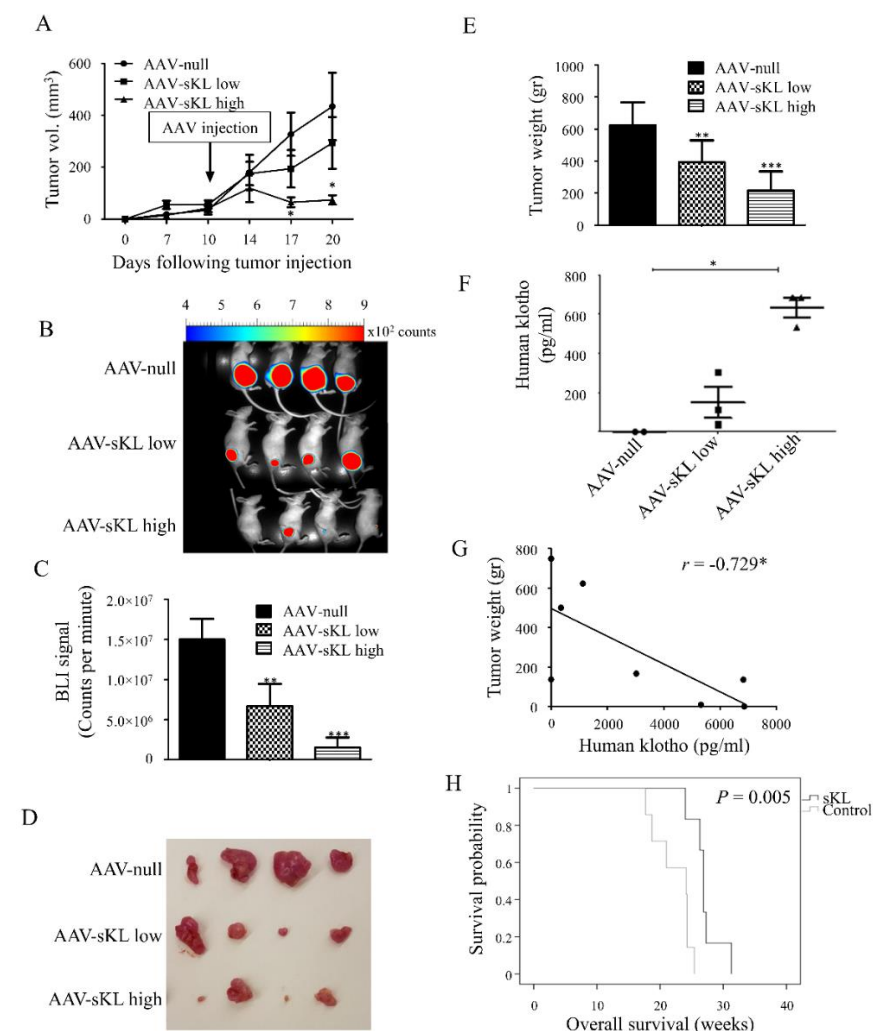 A
600
400
200
0
Tumor vol. (mm³)
AAV-null
AAV-sKL low
AAV-sKL high
AAV injection
*
*
0 7 10 14 17 20
Days following tumor injection
B
4 5 6 7 8 9
x10² counts
AAV-null
AAV-sKL low
AAV-sKL high
C
2.0×10⁷
1.5×10⁷
1.0×10⁷
5.0×10⁶
0
BLI signal
(Counts per minute)
AAV-null
AAV-sKL low
AAV-sKL high
**
***
D
AAV-null
AAV-sKL low
AAV-sKL high
E
1000
800
600
400
200
0
Tumor weight (gr)
AAV-null
AAV-sKL low
AAV-sKL high
**
***
F
*
800
600
400
200
Human klotho
(pg/ml)
AAV-null
AAV-sKL low
AAV-sKL high
G
800
600
400
200
0
Tumor weight (gr)
r = -0.729*
0 2000 4000 6000 8000
Human klotho (pg/ml)
H
P = 0.005
sKL
Control
1
0.8
0.6
0.4
0.2
0
Survival probability
0 10 20 30 40
Overall survival (weeks)